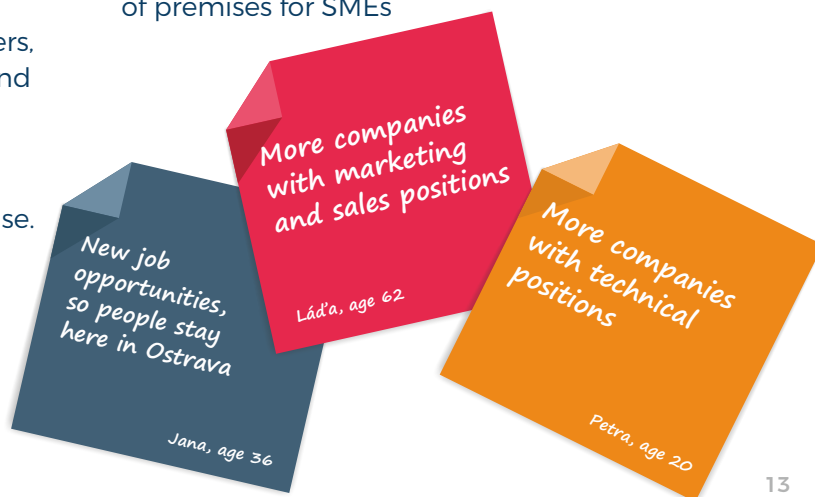 of premises for SMEs
ers,
nd
se.
More companies
with marketing
and sales positions
Láďa, age 62
New job
opportunities,
so people stay
here in Ostrava
Jana, age 36
More companies
with technical
positions
Petra, age 20
13